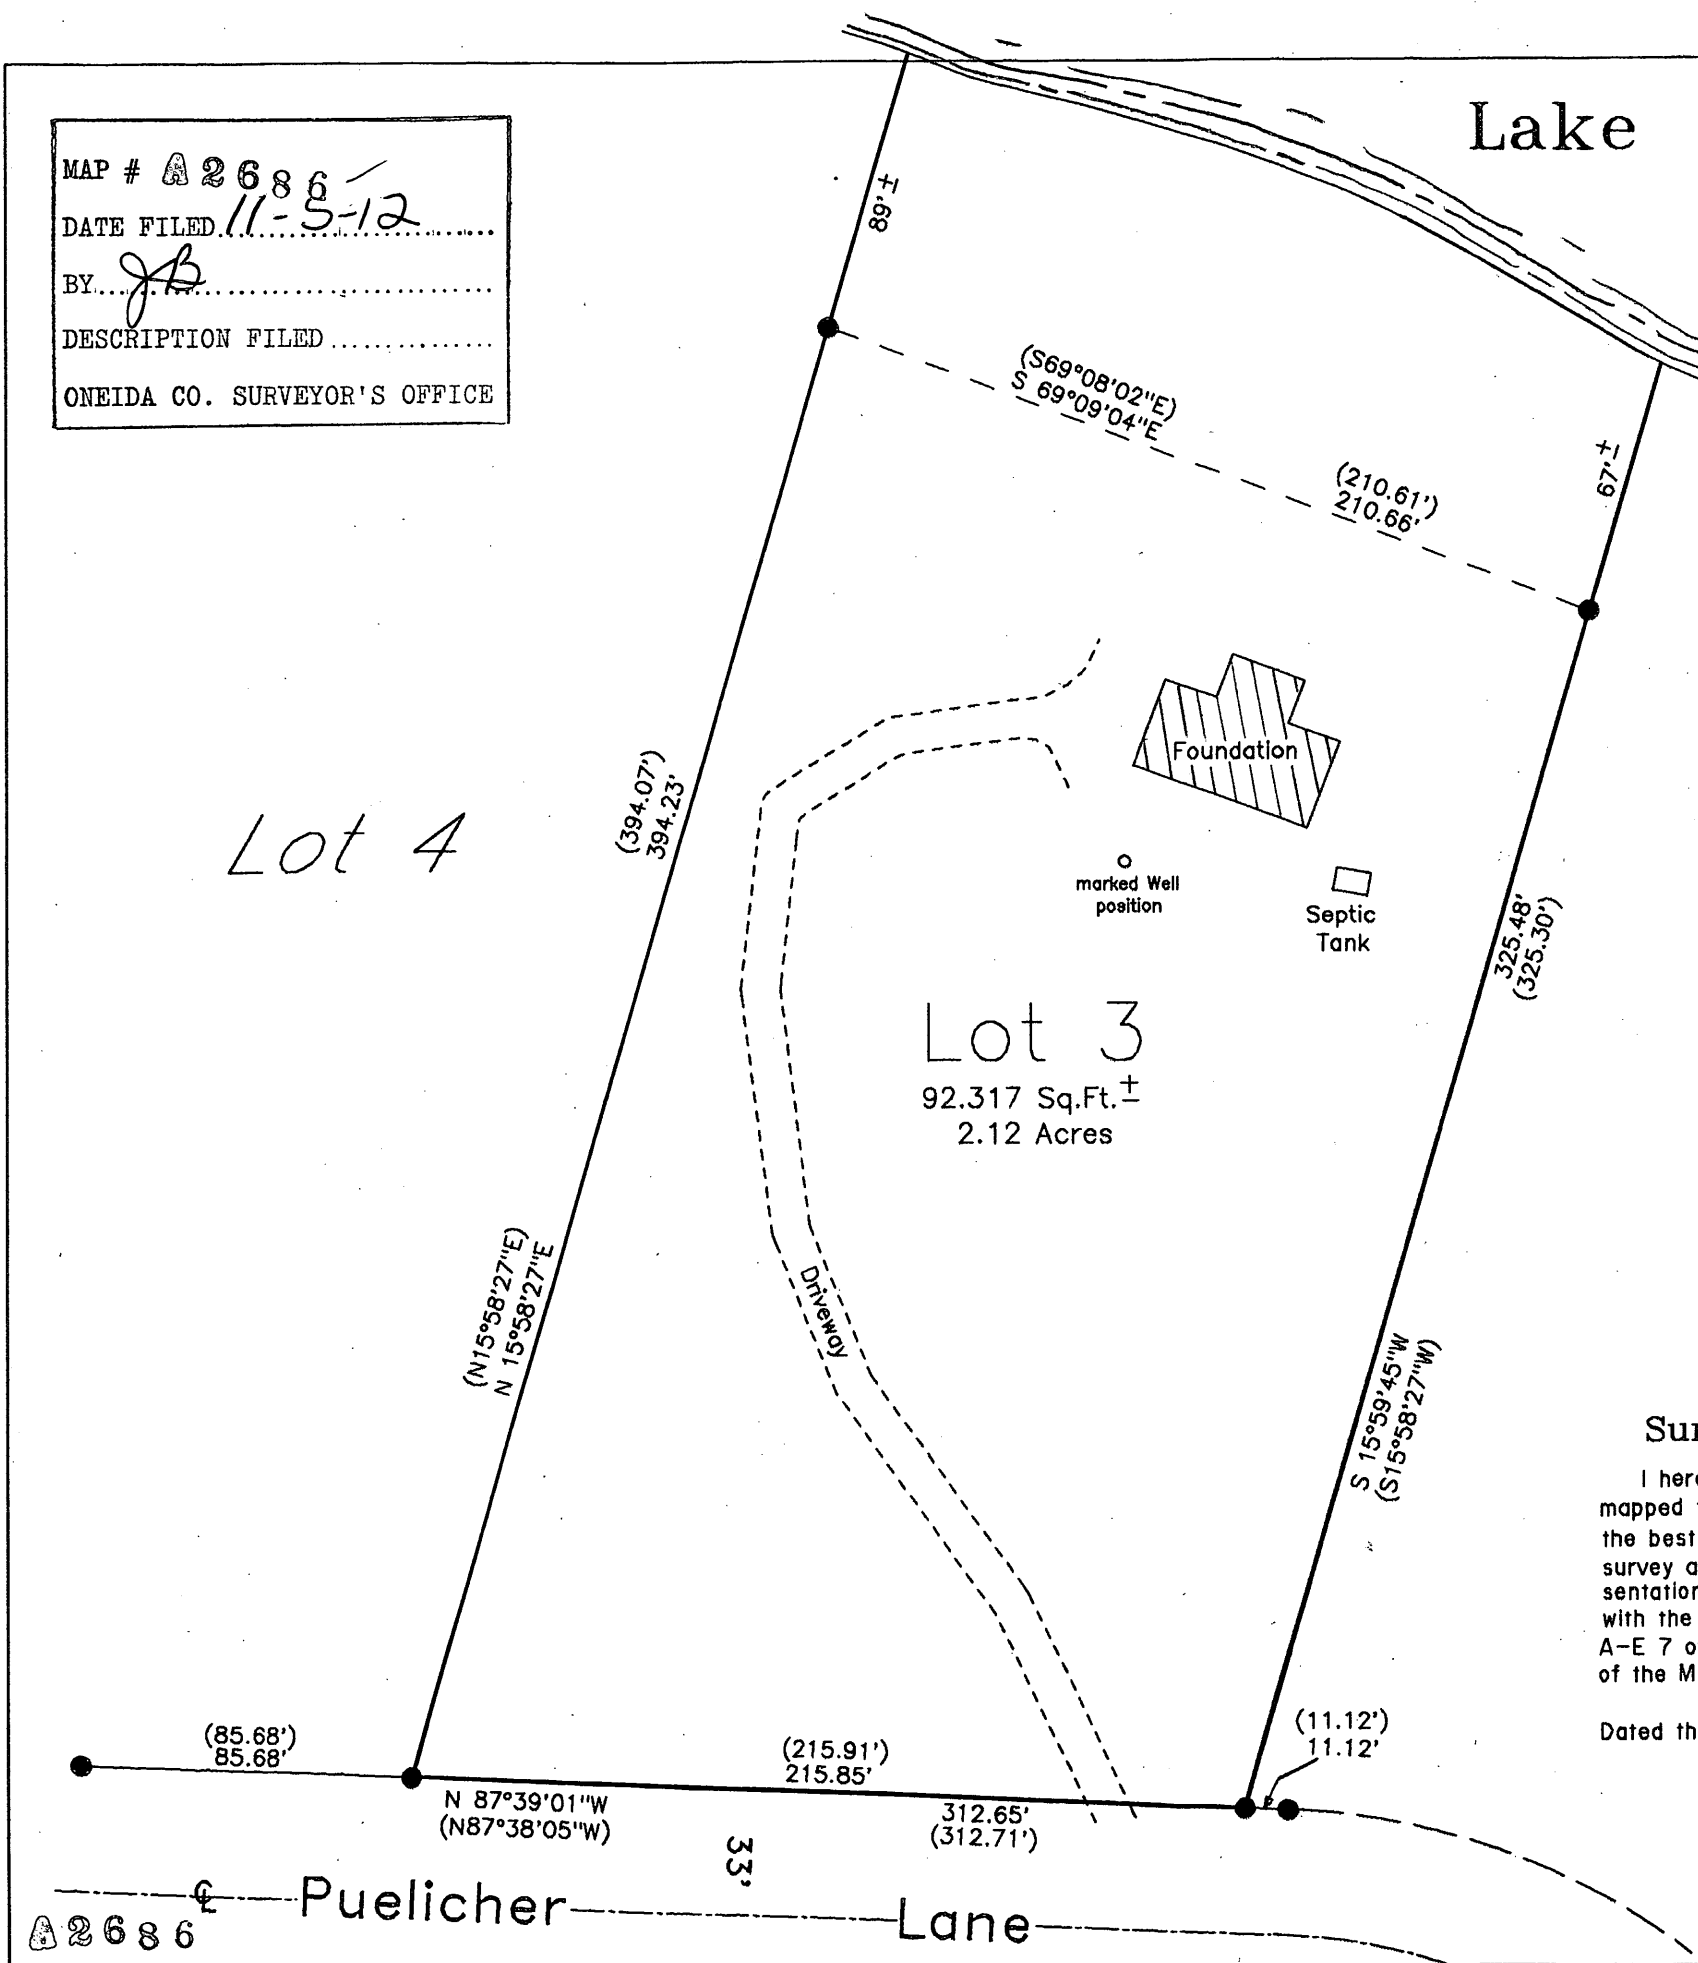 Lake
MAP # A2686
DATE FILED 11-5-12
BY JB
DESCRIPTION FILED
ONEIDA CO. SURVEYOR'S OFFICE
89'±
(S69°08'02"E)
S 69°09'04"E
(210.61')
210.66'
67'±
Foundation
(394.07')
394.23'
Lot 4
marked Well
position
Septic
Tank
325.48'
(325.30')
Lot 3
92.317 Sq.Ft.±
2.12 Acres
(N15°58'27"E)
N 15°58'27"E
Driveway
S 15°59'45"W
(S15°58'27"W)
Sur
I here
mapped
the best
survey a
sentation
with the
A-E 7 o
of the M
Dated th
(85.68')
85.68'
(215.91')
215.85'
(11.12')
11.12'
N 87°39'01"W
(N87°38'05"W)
312.65'
(312.71')
33'
℄ Puelicher Lane
A2686